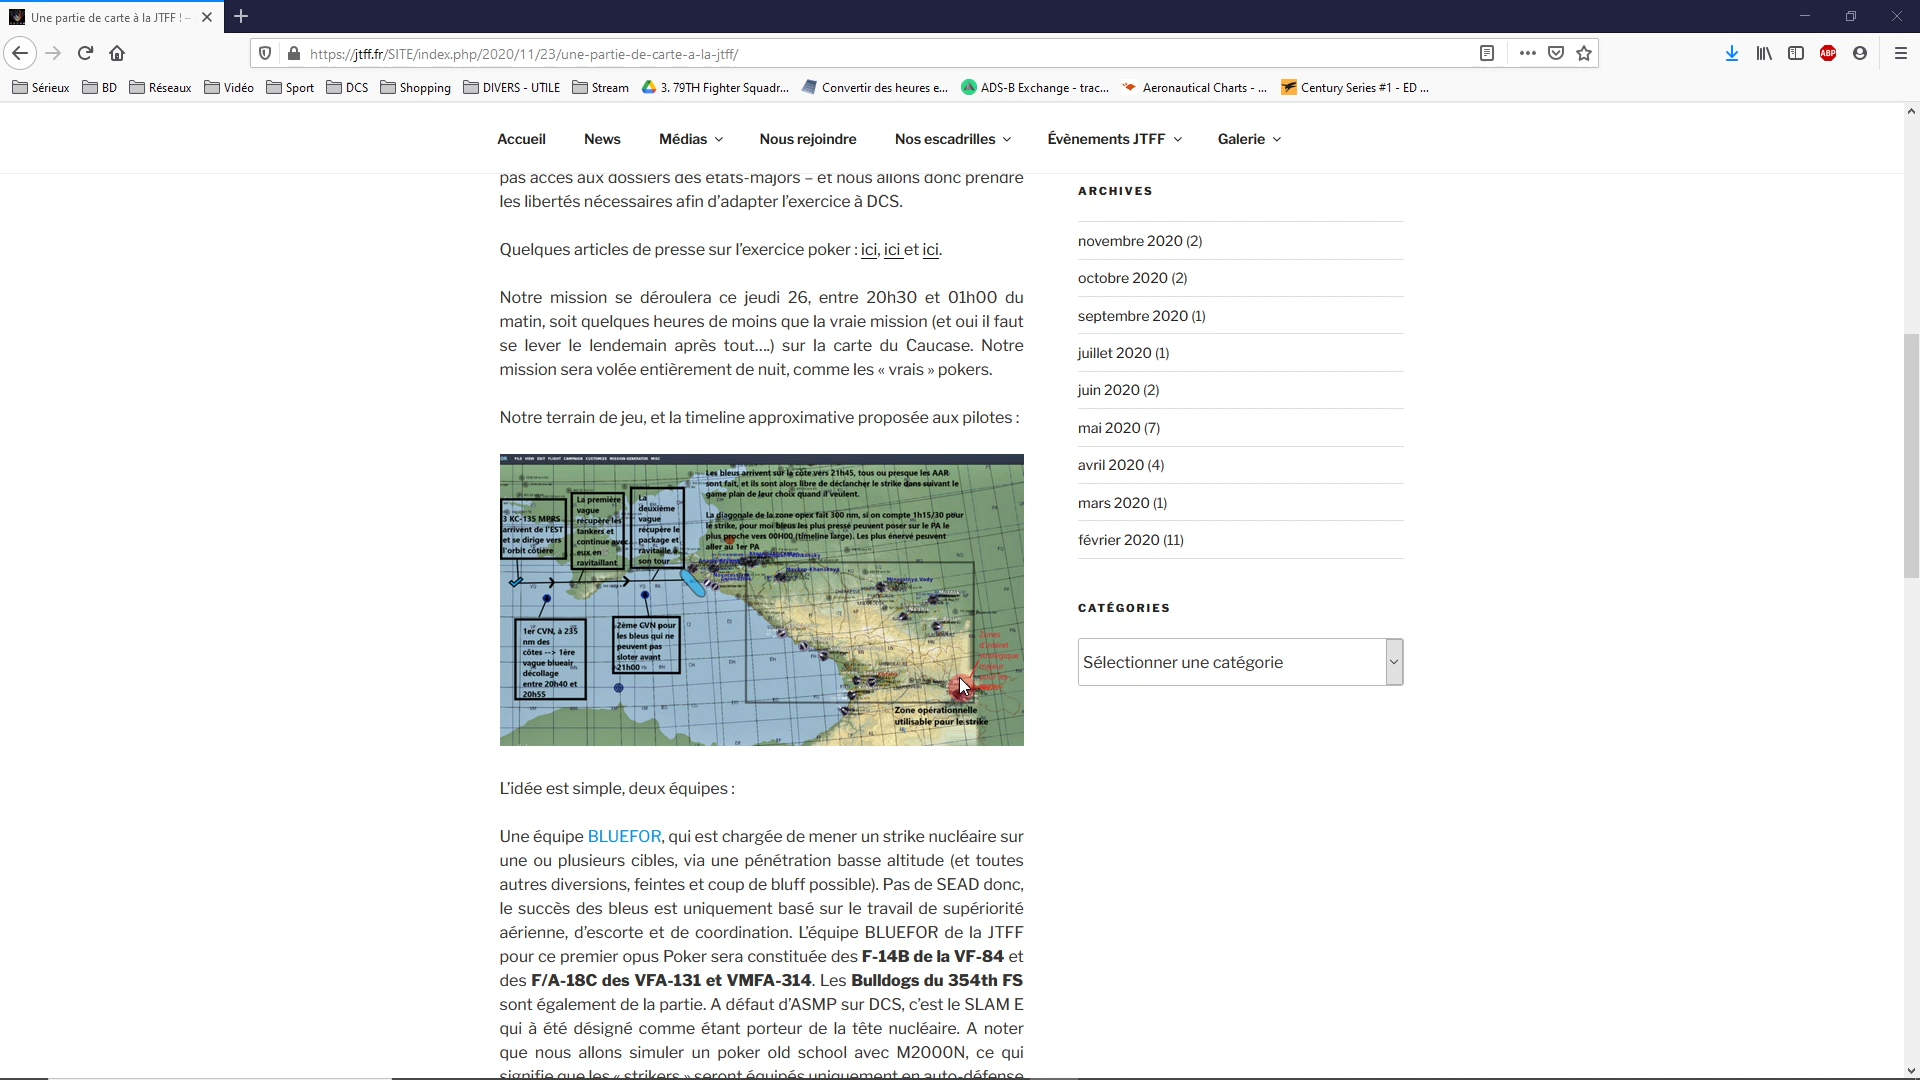 Une partie de carte à la JTFF ! –
https://jtff.fr/SITE/index.php/2020/11/23/une-partie-de-carte-a-la-jtff/
ABP
Sérieux BD Réseaux Vidéo Sport DCS Shopping DIVERS - UTILE Stream 3. 79TH Fighter Squadr... Convertir des heures e... ADS-B Exchange - trac... Aeronautical Charts - ... Century Series #1 - ED ...
Accueil News Médias Nous rejoindre Nos escadrilles Évènements JTFF Galerie
pas accès aux dossiers des états-majors – et nous allons donc prendre
les libertés nécessaires afin d’adapter l’exercice à DCS.
Quelques articles de presse sur l’exercice poker : ici, ici et ici.
Notre mission se déroulera ce jeudi 26, entre 20h30 et 01h00 du
matin, soit quelques heures de moins que la vraie mission (et oui il faut
se lever le lendemain après tout….) sur la carte du Caucase. Notre
mission sera volée entièrement de nuit, comme les « vrais » pokers.
Notre terrain de jeu, et la timeline approximative proposée aux pilotes :
FILE VIEW EDIT FLIGHT CAMPAIGN CUSTOMIZE MISSION GENERATOR MISC
3 KC-135 MPRS
arrivent de l'EST
et se dirige vers
l'orbit cotière
La première
vague
récupère les
tankers et
continue avec
eux en
ravitaillant
La
deuxième
vague
récupère le
package et
ravitaille à
son tour
Les bleus arrivent sur la côte vers 21h45, tous ou presque les AAR
sont fait, et ils sont alors libre de déclancher le strike dans suivant le
game plan de leur choix quand il veulent.
La diagonale de la zone opex fait 300 nm, si on compte 1h15/30 pour
le strike, pour moi bleus les plus pressé peuvent poser sur le PA le
plus proche vers 00H00 (timeline large). Les plus énervé peuvent
aller au 1er PA
Maykop-Khanskaya
Mineralnye Vody
1er CVN, à 235
nm des
côtes --> 1ère
vague blueair
décollage
entre 20h40 et
20h55
2ème CVN pour
les bleus qui ne
peuvent pas
sloter avant
21h00
Zones
d'intéret
stratégique
majeur
pour les
Zone opérationnelle
utilisable pour le strike
L’idée est simple, deux équipes :
Une équipe BLUEFOR, qui est chargée de mener un strike nucléaire sur
une ou plusieurs cibles, via une pénétration basse altitude (et toutes
autres diversions, feintes et coup de bluff possible). Pas de SEAD donc,
le succès des bleus est uniquement basé sur le travail de supériorité
aérienne, d’escorte et de coordination. L’équipe BLUEFOR de la JTFF
pour ce premier opus Poker sera constituée des F-14B de la VF-84 et
des F/A-18C des VFA-131 et VMFA-314. Les Bulldogs du 354th FS
sont également de la partie. A défaut d’ASMP sur DCS, c’est le SLAM E
qui à été désigné comme étant porteur de la tête nucléaire. A noter
que nous allons simuler un poker old school avec M2000N, ce qui
signifie que les « strikers » seront équipés uniquement en auto-défense
ARCHIVES
novembre 2020 (2)
octobre 2020 (2)
septembre 2020 (1)
juillet 2020 (1)
juin 2020 (2)
mai 2020 (7)
avril 2020 (4)
mars 2020 (1)
février 2020 (11)
CATÉGORIES
Sélectionner une catégorie